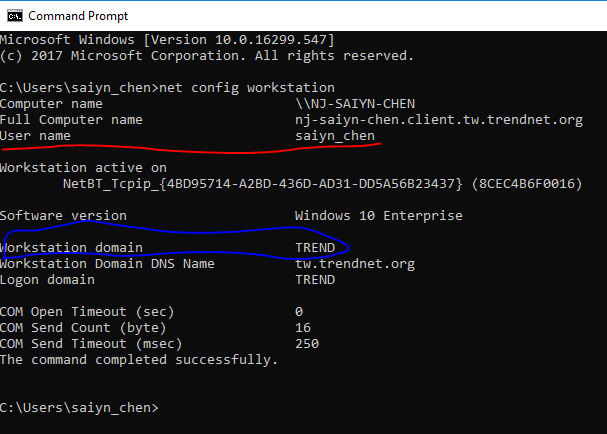 Command Prompt
Microsoft Windows [Version 10.0.16299.547]
(c) 2017 Microsoft Corporation. All rights reserved.
C:\Users\saiyn_chen>net config workstation
Computer name                        \\NJ-SAIYN-CHEN
Full Computer name                   nj-saiyn-chen.client.tw.trendnet.org
User name                            saiyn_chen
Workstation active on
        NetBT_Tcpip_{4BD95714-A2BD-436D-AD31-DD5A56B23437} (8CEC4B6F0016)
Software version                     Windows 10 Enterprise
Workstation domain                   TREND
Workstation Domain DNS Name          tw.trendnet.org
Logon domain                         TREND
COM Open Timeout (sec)               0
COM Send Count (byte)                16
COM Send Timeout (msec)              250
The command completed successfully.
C:\Users\saiyn_chen>